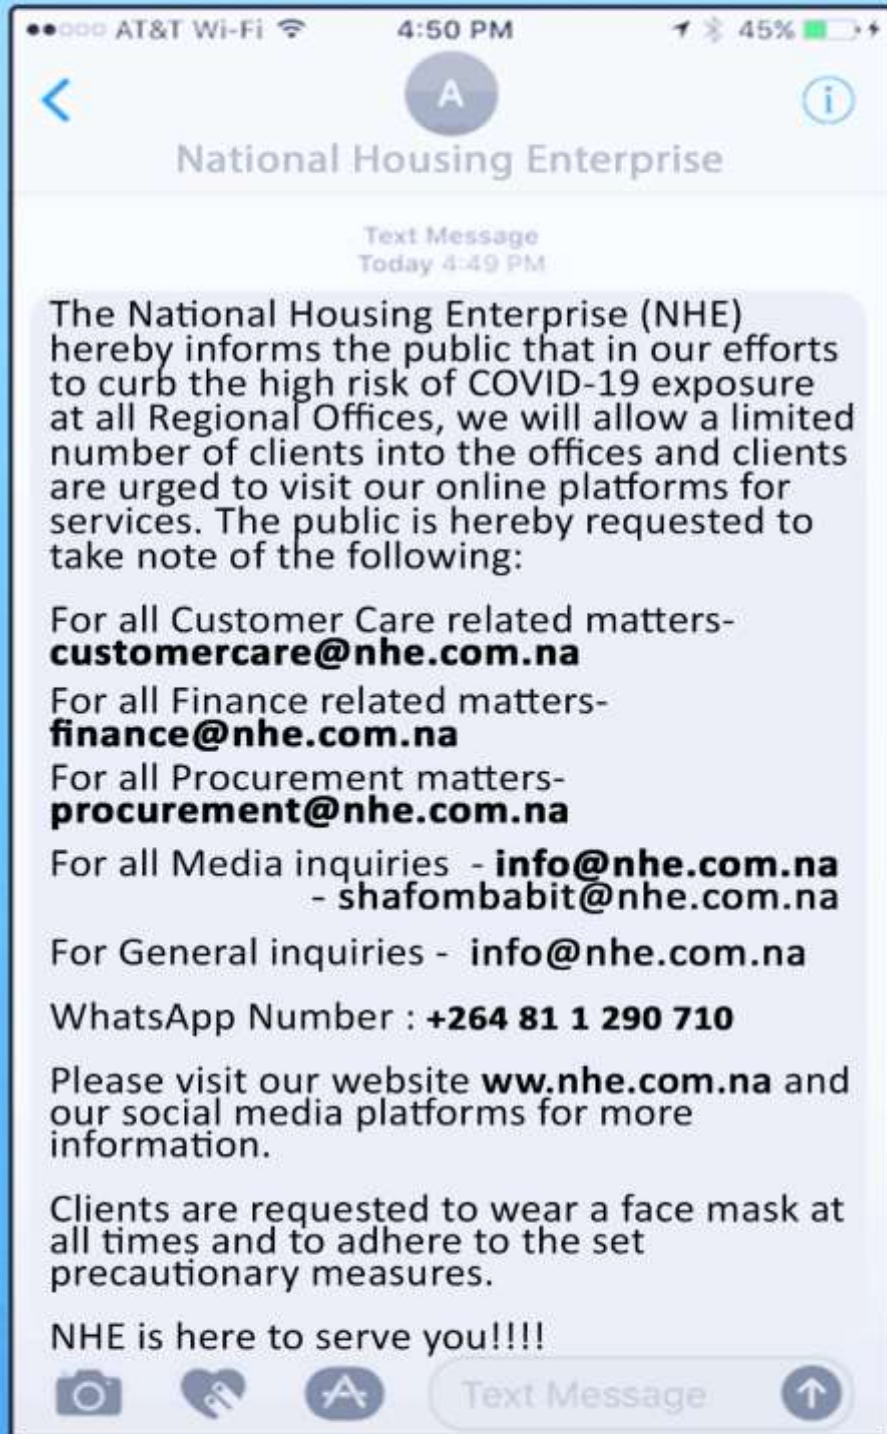 AT&T Wi-Fi 4:50 PM 45%
A
National Housing Enterprise
Text Message
Today 4:49 PM
The National Housing Enterprise (NHE)
hereby informs the public that in our efforts
to curb the high risk of COVID-19 exposure
at all Regional Offices, we will allow a limited
number of clients into the offices and clients
are urged to visit our online platforms for
services. The public is hereby requested to
take note of the following:
For all Customer Care related matters-
customercare@nhe.com.na
For all Finance related matters-
finance@nhe.com.na
For all Procurement matters-
procurement@nhe.com.na
For all Media inquiries - info@nhe.com.na
- shafombabit@nhe.com.na
For General inquiries - info@nhe.com.na
WhatsApp Number : +264 81 1 290 710
Please visit our website ww.nhe.com.na and
our social media platforms for more
information.
Clients are requested to wear a face mask at
all times and to adhere to the set
precautionary measures.
NHE is here to serve you!!!!
Text Message